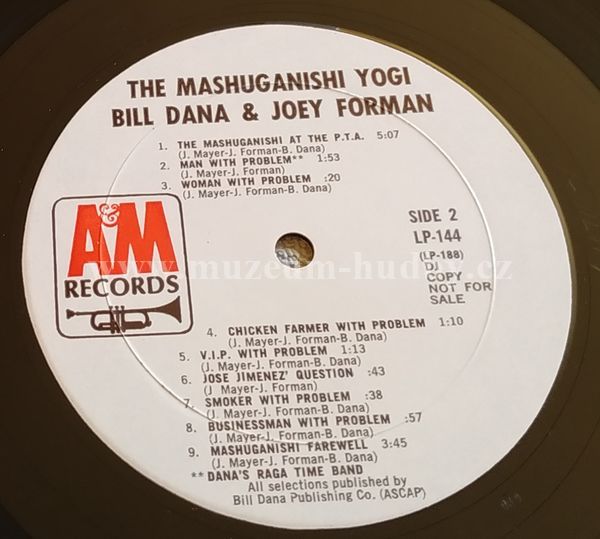 THE MASHUGANISHI YOGI
BILL DANA & JOEY FORMAN
1. THE MASHUGANISHI AT THE P.T.A. 5:07
(J. Mayer-J. Forman-B. Dana)
2. MAN WITH PROBLEM** 1:53
(J. Mayer-J. Forman)
3. WOMAN WITH PROBLEM :20
(J. Mayer-J. Forman-B. Dana)
A&M
RECORDS
SIDE 2
LP-144
(LP-188)
DJ
COPY
NOT FOR
SALE
www.muzeum-hudby.cz
4. CHICKEN FARMER WITH PROBLEM 1:10
(J. Mayer-J. Forman-B. Dana)
5. V.I.P. WITH PROBLEM 1:13
(J. Mayer-J. Forman-B. Dana)
6. JOSE JIMENEZ' QUESTION :43
(J. Mayer-J. Forman)
7. SMOKER WITH PROBLEM :38
(J. Mayer-J. Forman-B. Dana)
8. BUSINESSMAN WITH PROBLEM :57
(J. Mayer-J. Forman-B. Dana)
9. MASHUGANISHI FAREWELL 3:45
(J. Mayer-J. Forman-B. Dana)
**DANA'S RAGA TIME BAND
All selections published by
Bill Dana Publishing Co. (ASCAP)